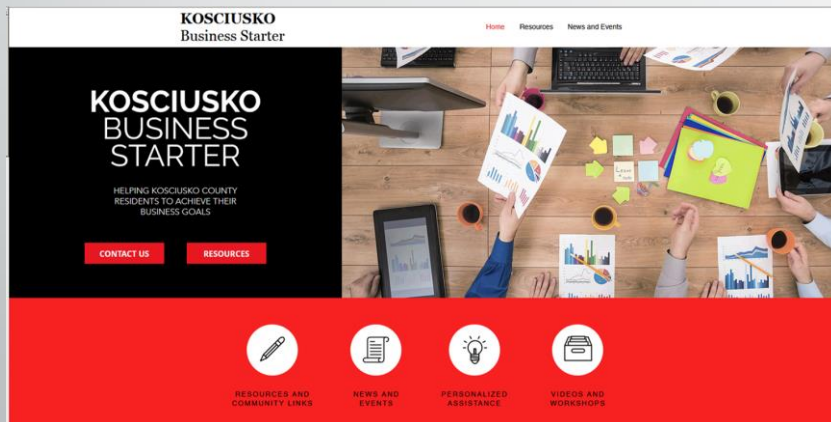 KOSCIUSKO
Business Starter
Home
Resources
News and Events
KOSCIUSKO
BUSINESS
STARTER
HELPING KOSCIUSKO COUNTY
RESIDENTS TO ACHIEVE THEIR
BUSINESS GOALS
CONTACT US
RESOURCES
RESOURCES AND
COMMUNITY LINKS
NEWS AND
EVENTS
PERSONALIZED
ASSISTANCE
VIDEOS AND
WORKSHOPS